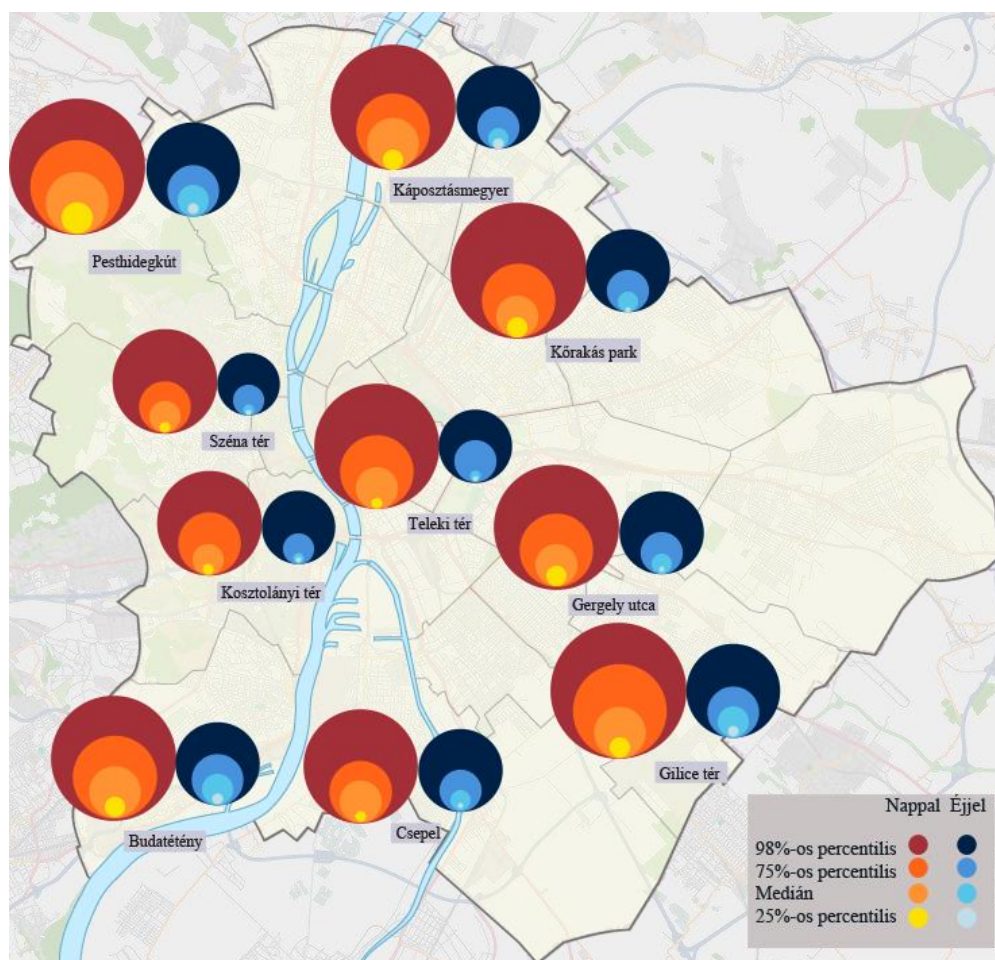 Káposztásmegyer
Pesthidegkút
Kőrakás park
Széna tér
Teleki tér
Kosztolányi tér
Gergely utca
Gilice tér
Budatétény
Csepel
Nappal Éjjel
98%-os percentilis
75%-os percentilis
Medián
25%-os percentilis